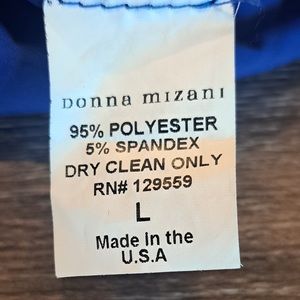 Donna mizani
95% POLYESTER
5% SPANDEX
DRY CLEAN ONLY
RN# 129559
L
Made in the
U.S.A